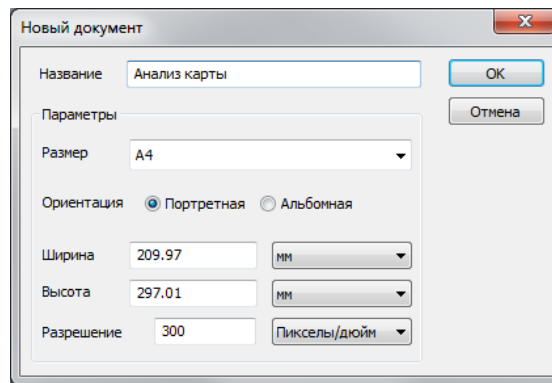 Новый документ
Название Анализ карты OK
Параметры Отмена
Размер A4
Ориентация Портретная Альбомная
Ширина 209.97 мм
Высота 297.01 мм
Разрешение 300 Пикселы/дюйм